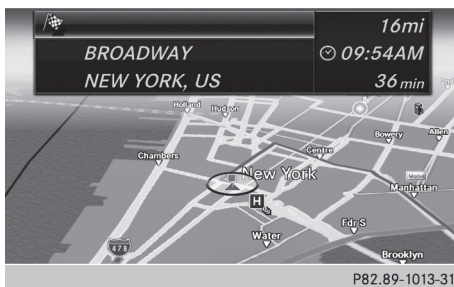 16mi
BROADWAY
09:54AM
NEW YORK, US
36 min
2nd
Holland
Hudson
Bowery
Allen
Centre
Chambers
New York
Manhattan
H
Fdr S
Water
478
Brooklyn
P82.89-1013-31